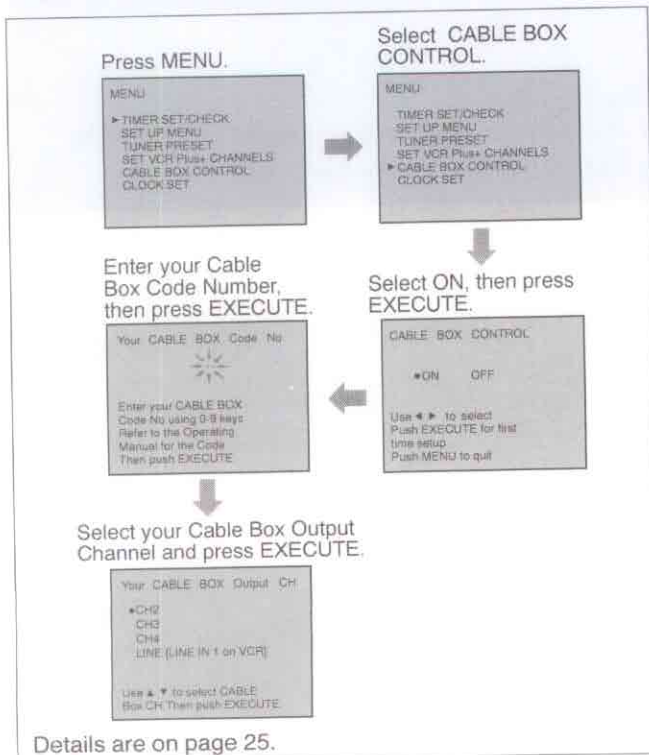 Press MENU.
MENU
►TIMER SET/CHECK
SET UP MENU
TUNER PRESET
SET VCR Plus+ CHANNELS
CABLE BOX CONTROL
CLOCK SET
Select CABLE BOX
CONTROL.
MENU
TIMER SET/CHECK
SET UP MENU
TUNER PRESET
SET VCR Plus+ CHANNELS
►CABLE BOX CONTROL
CLOCK SET
Select ON, then press
EXECUTE.
CABLE BOX CONTROL
●ON OFF
Use ◄ ► to select
Push EXECUTE for first
time setup
Push MENU to quit
Enter your Cable
Box Code Number,
then press EXECUTE.
Your CABLE BOX Code No
Enter your CABLE BOX
Code No using 0-9 keys
Refer to the Operating
Manual for the Code
Then push EXECUTE
Select your Cable Box Output
Channel and press EXECUTE.
Your CABLE BOX Output CH
●CH2
CH3
CH4
LINE (LINE IN 1 on VCR)
Use ▲ ▼ to select CABLE
Box CH Then push EXECUTE
Details are on page 25.